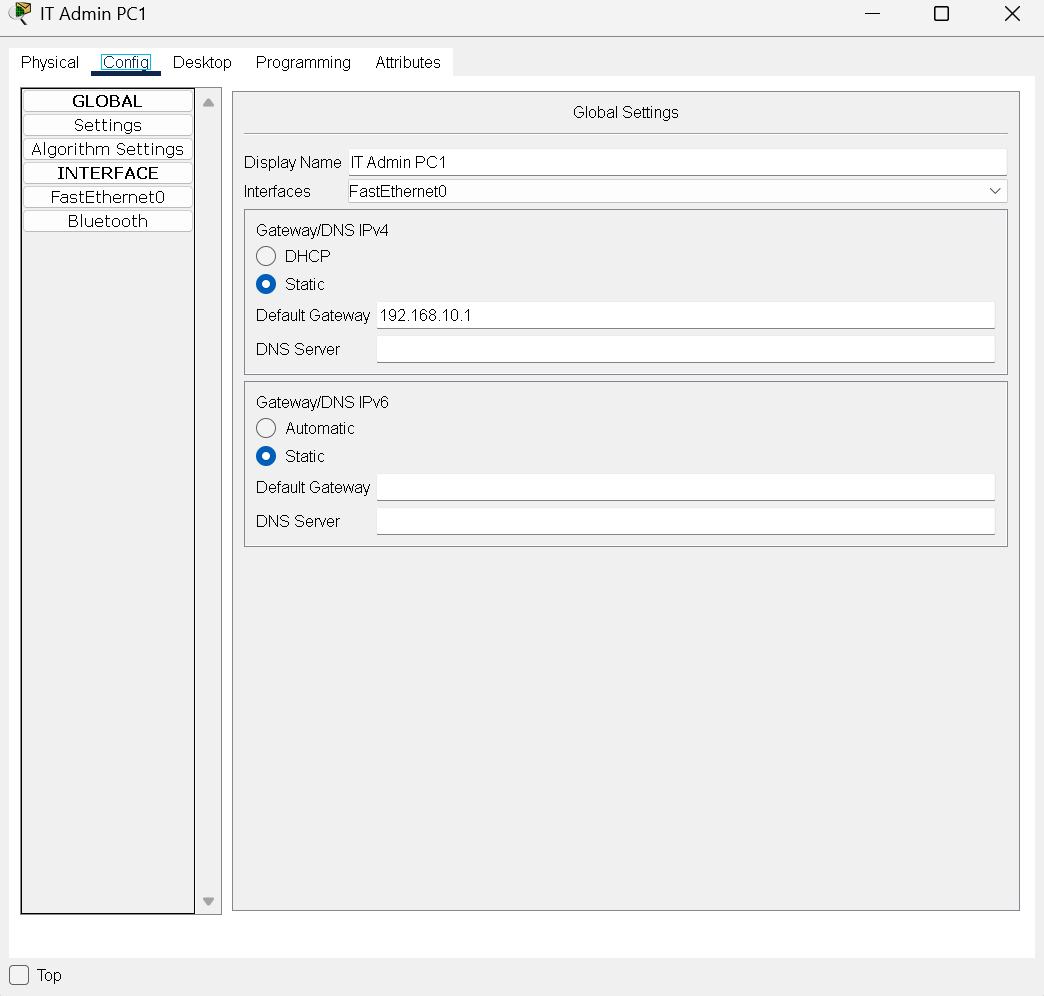 IT Admin PC1
Physical Config Desktop Programming Attributes
GLOBAL
Settings
Algorithm Settings
INTERFACE
FastEthernet0
Bluetooth
Global Settings
Display Name IT Admin PC1
Interfaces FastEthernet0
Gateway/DNS IPv4
DHCP
Static
Default Gateway 192.168.10.1
DNS Server
Gateway/DNS IPv6
Automatic
Static
Default Gateway
DNS Server
Top